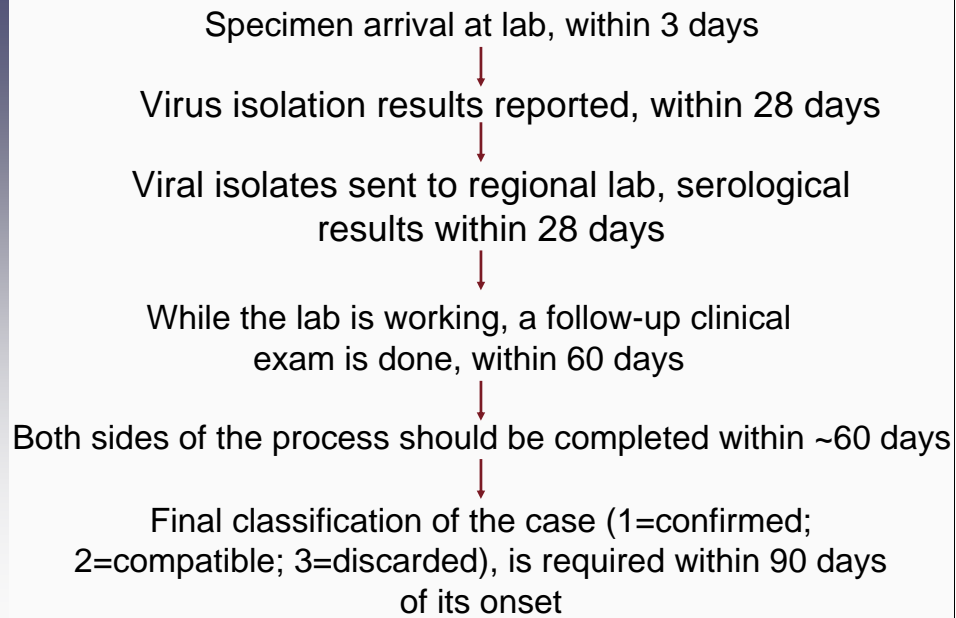 Specimen arrival at lab, within 3 days
Virus isolation results reported, within 28 days
Viral isolates sent to regional lab, serological
results within 28 days
While the lab is working, a follow-up clinical
exam is done, within 60 days
Both sides of the process should be completed within ~60 days
Final classification of the case (1=confirmed;
2=compatible; 3=discarded), is required within 90 days
of its onset